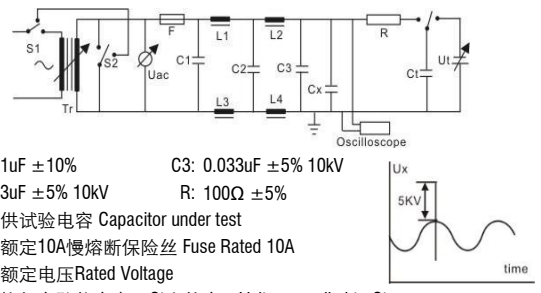 S1
S2
F
L1
L2
R
Uac
C1
C2
C3
Cx
Ct
Ut
Tr
L3
L4
Oscilloscope
1uF ±10% C3: 0.033uF ±5% 10kV
3uF ±5% 10kV R: 100Ω ±5%
供试验电容 Capacitor under test
额定10A慢熔断保险丝 Fuse Rated 10A
额定电压Rated Voltage
Ux
5KV
time